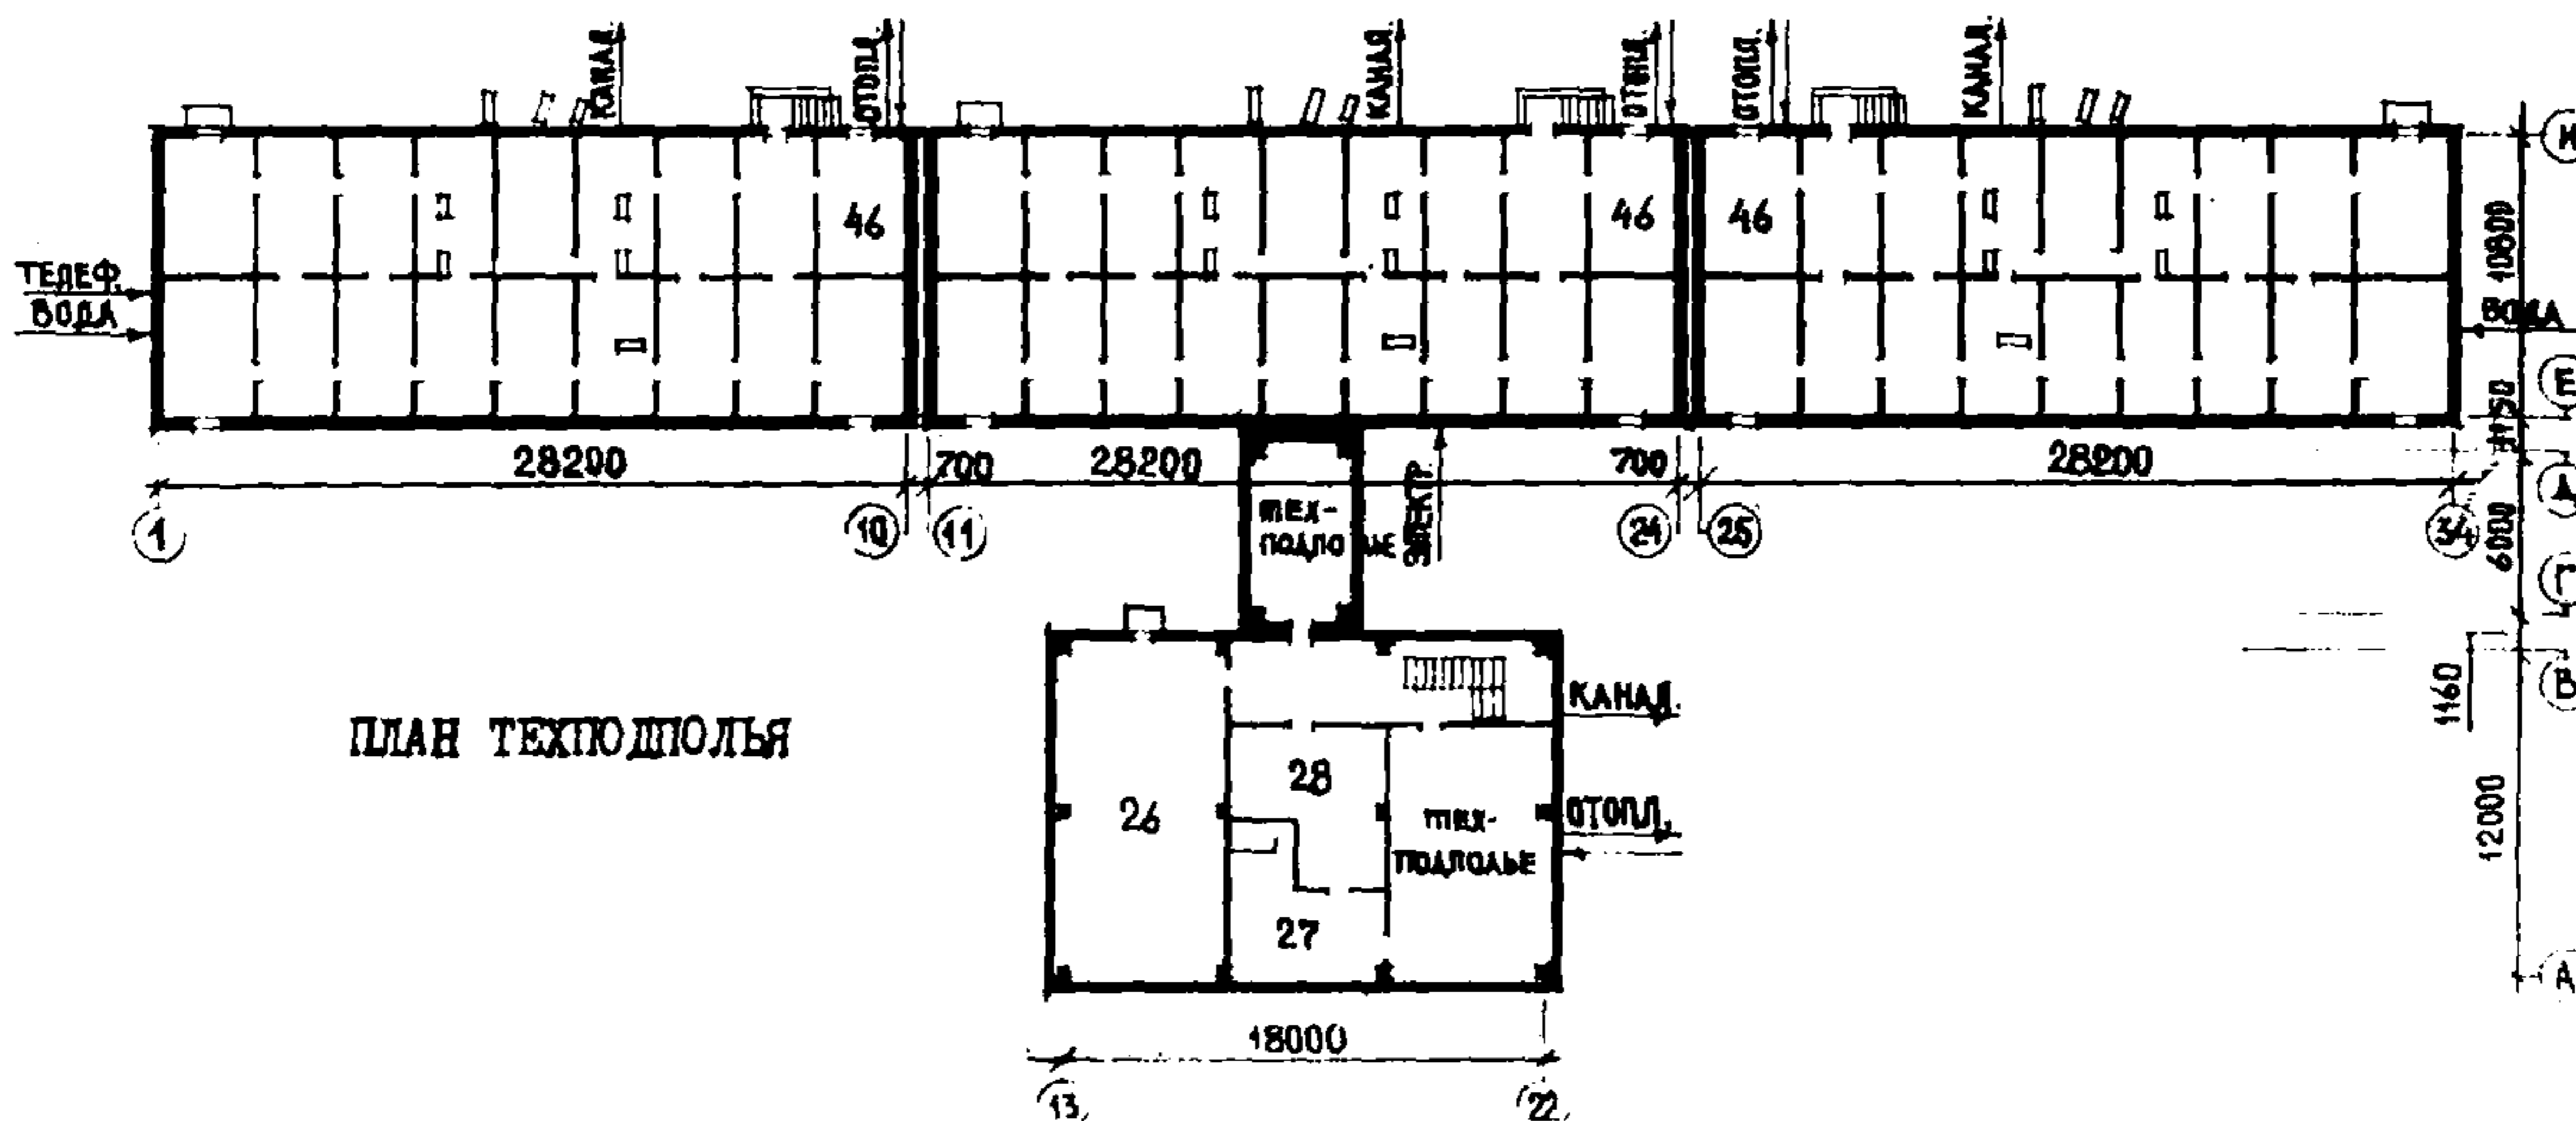 КАНАЛ.
ОТОПЛ.
КАНАЛ.
ОТОПЛ.
ОТОПЛ.
КАНАЛ.
46
46
46
10800
ТЕЛЕФ.
ВОДА
ВОДА
Е
28200
700
28200
700
28200
А
1
10
11
24
25
34
тех-
подполье
ЭЛЕКТР.
6000
Г
КАНАЛ.
1160
В
ПЛАН ТЕХПОДПОЛЬЯ
28
26
тех-
подполье
ОТОПЛ.
12000
27
А
18000
13
22